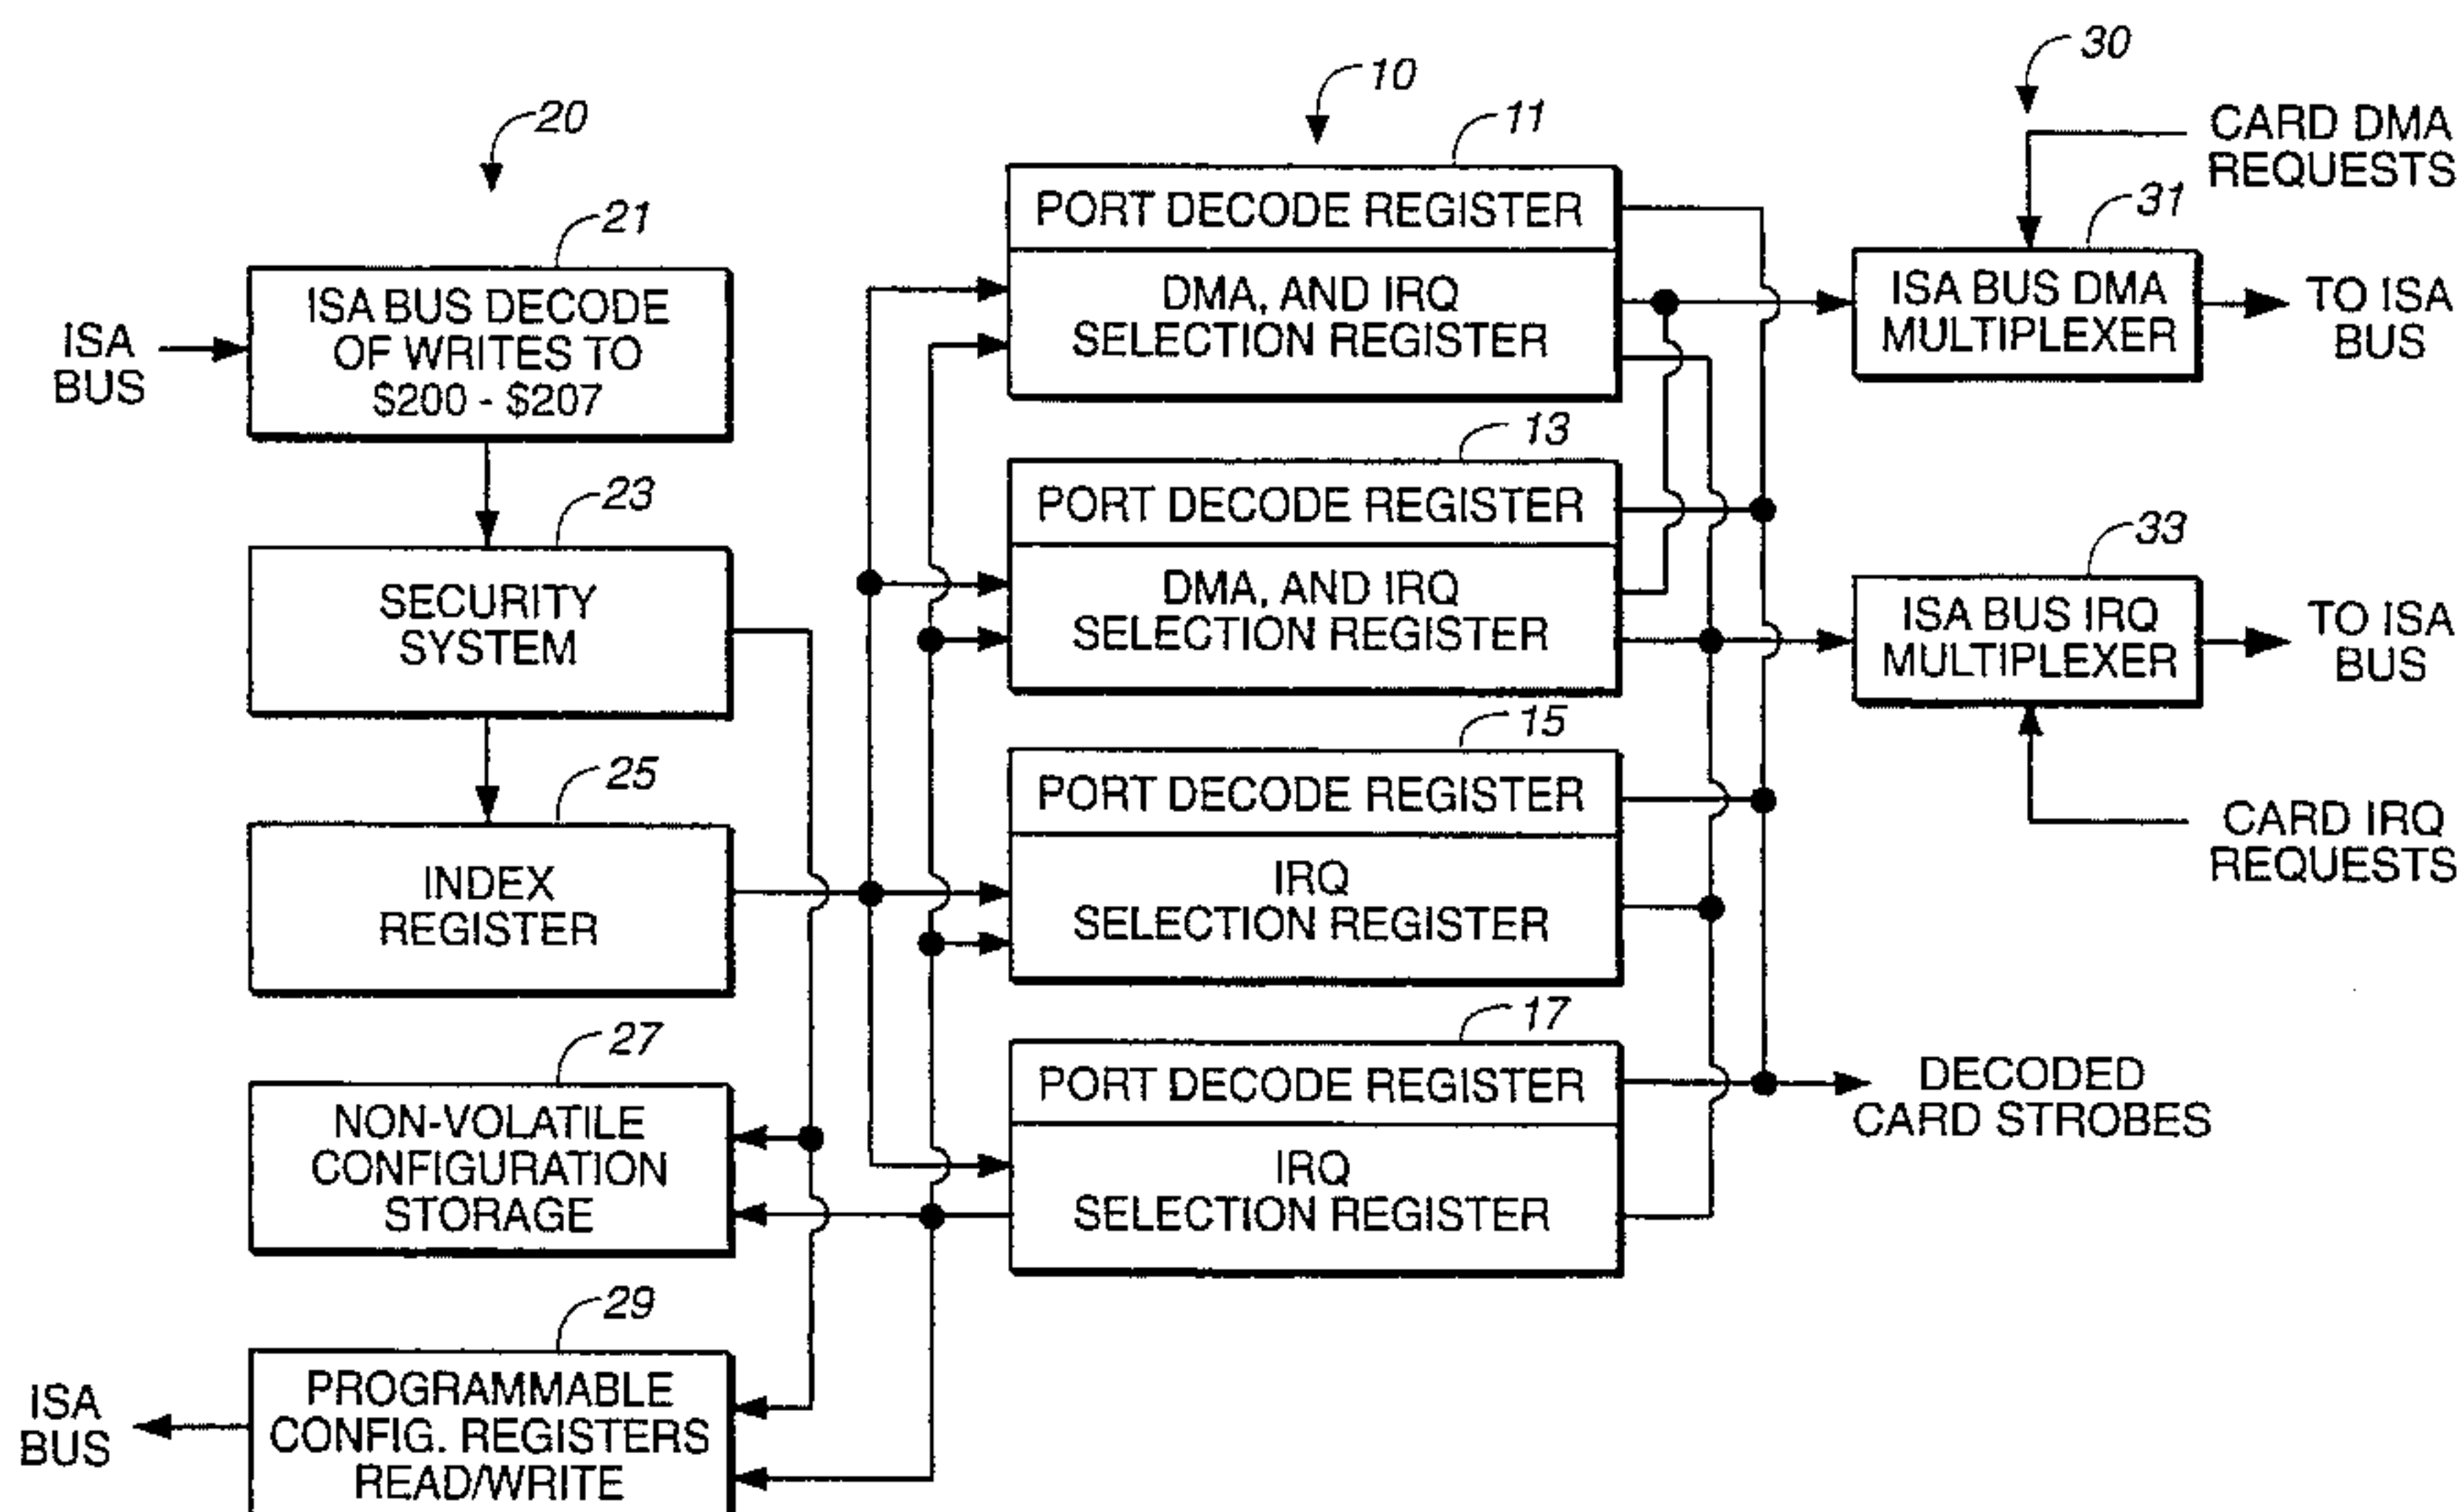 20
ISA
BUS
21
ISA BUS DECODE
OF WRITES TO
$200 - $207
23
SECURITY
SYSTEM
25
INDEX
REGISTER
27
NON-VOLATILE
CONFIGURATION
STORAGE
29
PROGRAMMABLE
CONFIG. REGISTERS
READ/WRITE
ISA
BUS
10
11
PORT DECODE REGISTER
DMA, AND IRQ
SELECTION REGISTER
13
PORT DECODE REGISTER
DMA, AND IRQ
SELECTION REGISTER
15
PORT DECODE REGISTER
IRQ
SELECTION REGISTER
17
PORT DECODE REGISTER
IRQ
SELECTION REGISTER
30
CARD DMA
REQUESTS
31
ISA BUS DMA
MULTIPLEXER
TO ISA
BUS
33
ISA BUS IRQ
MULTIPLEXER
TO ISA
BUS
CARD IRQ
REQUESTS
DECODED
CARD STROBES